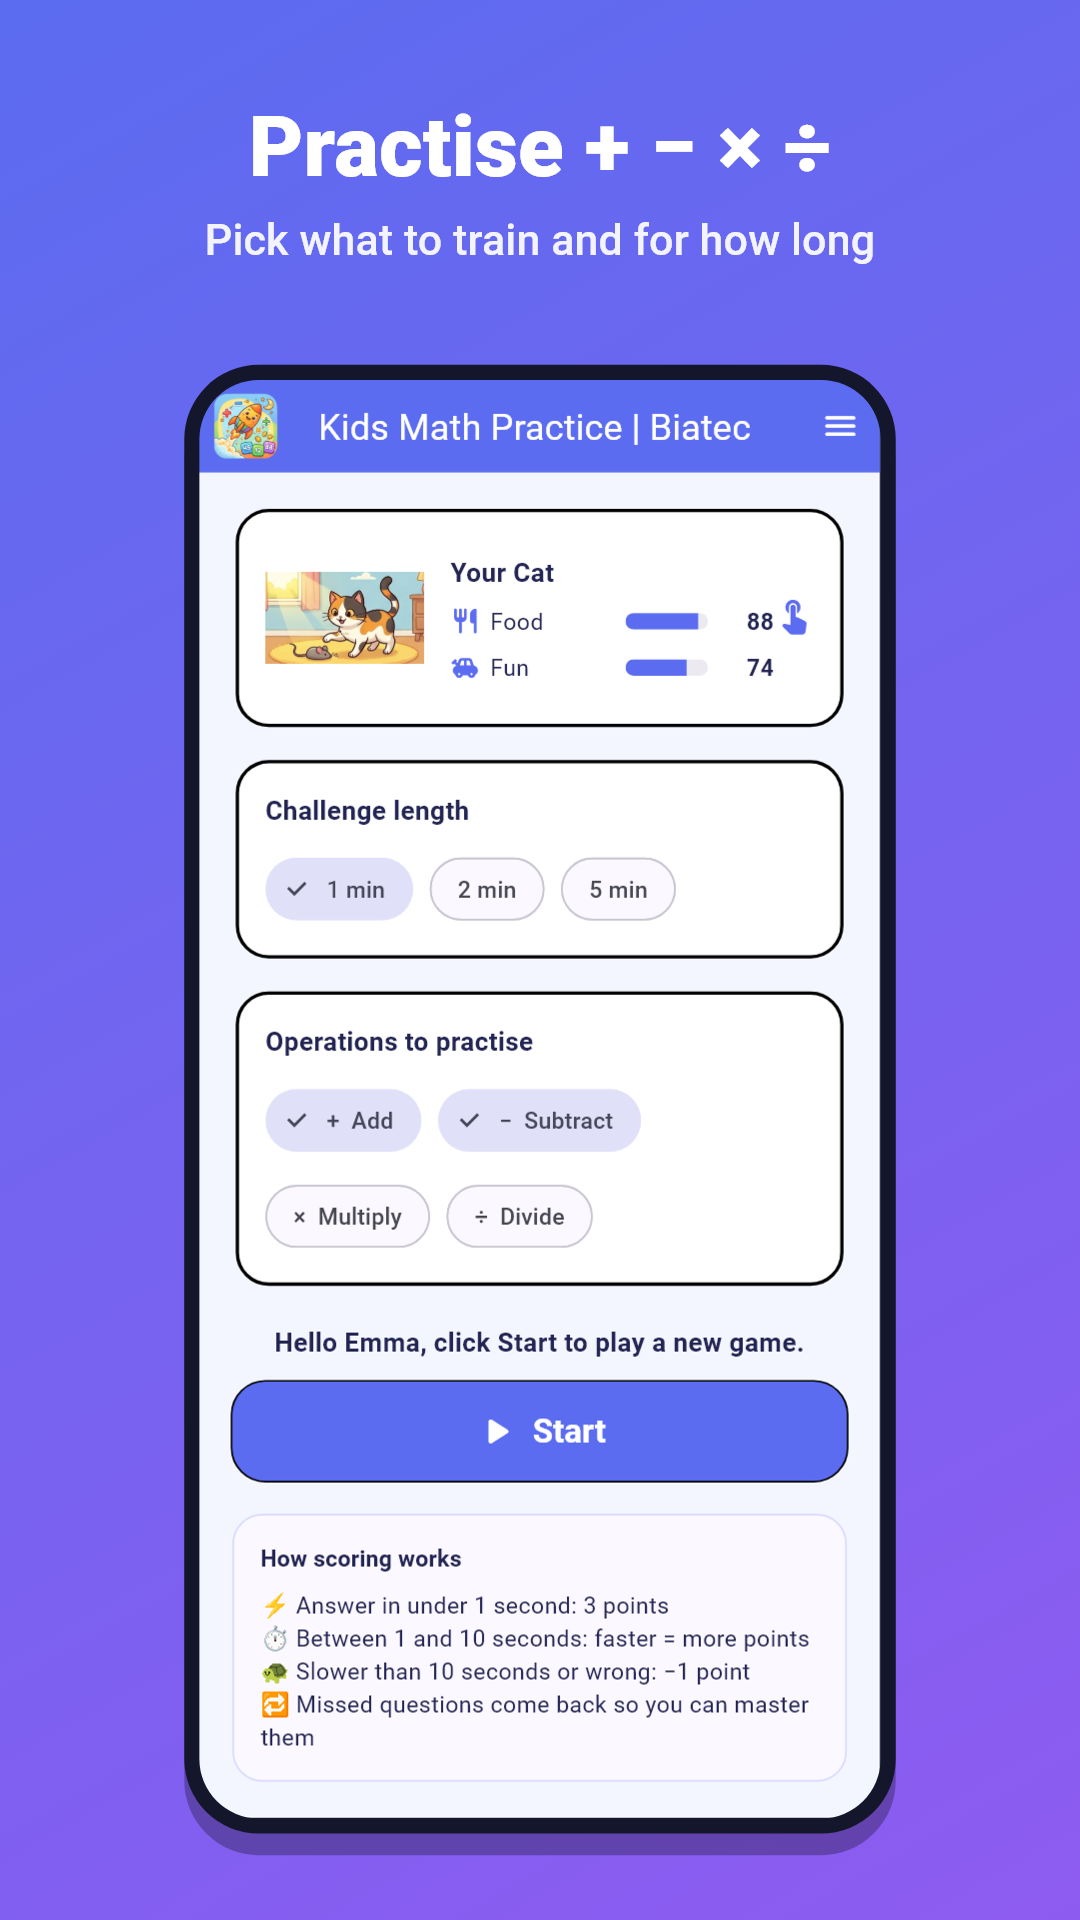 Practise + − × ÷
Pick what to train and for how long
Kids Math Practice | Biatec
Your Cat
Food 88
Fun 74
Challenge length
1 min 2 min 5 min
Operations to practise
+ Add − Subtract
× Multiply ÷ Divide
Hello Emma, click Start to play a new game.
Start
How scoring works
⚡ Answer in under 1 second: 3 points
⏱️ Between 1 and 10 seconds: faster = more points
🐢 Slower than 10 seconds or wrong: −1 point
🔁 Missed questions come back so you can master
them